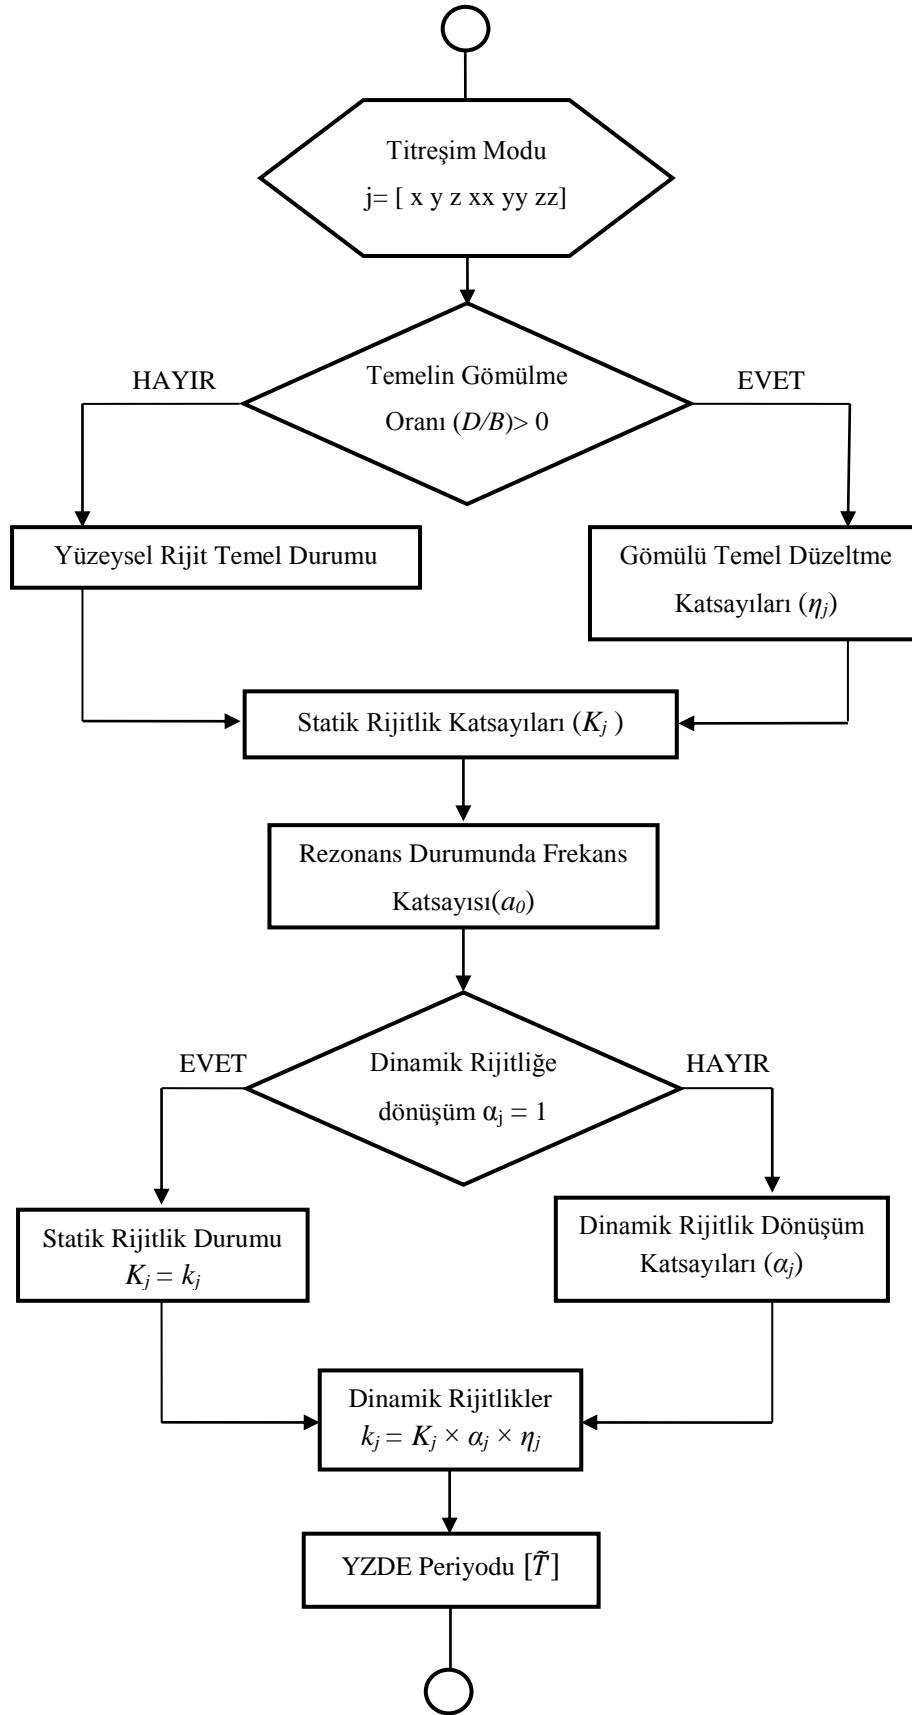 Titreşim Modu
j= [ x y z xx yy zz]
HAYIR
Temelin Gömülme
Oranı (D/B)> 0
EVET
Yüzeysel Rijit Temel Durumu
Gömülü Temel Düzeltme
Katsayıları (ηj)
Statik Rijitlik Katsayıları (Kj )
Rezonans Durumunda Frekans
Katsayısı(a0)
EVET
Dinamik Rijitliğe
dönüşüm αj = 1
HAYIR
Statik Rijitlik Durumu
Kj = kj
Dinamik Rijitlik Dönüşüm
Katsayıları (αj)
Dinamik Rijitlikler
kj = Kj × αj × ηj
YZDE Periyodu [T̃]